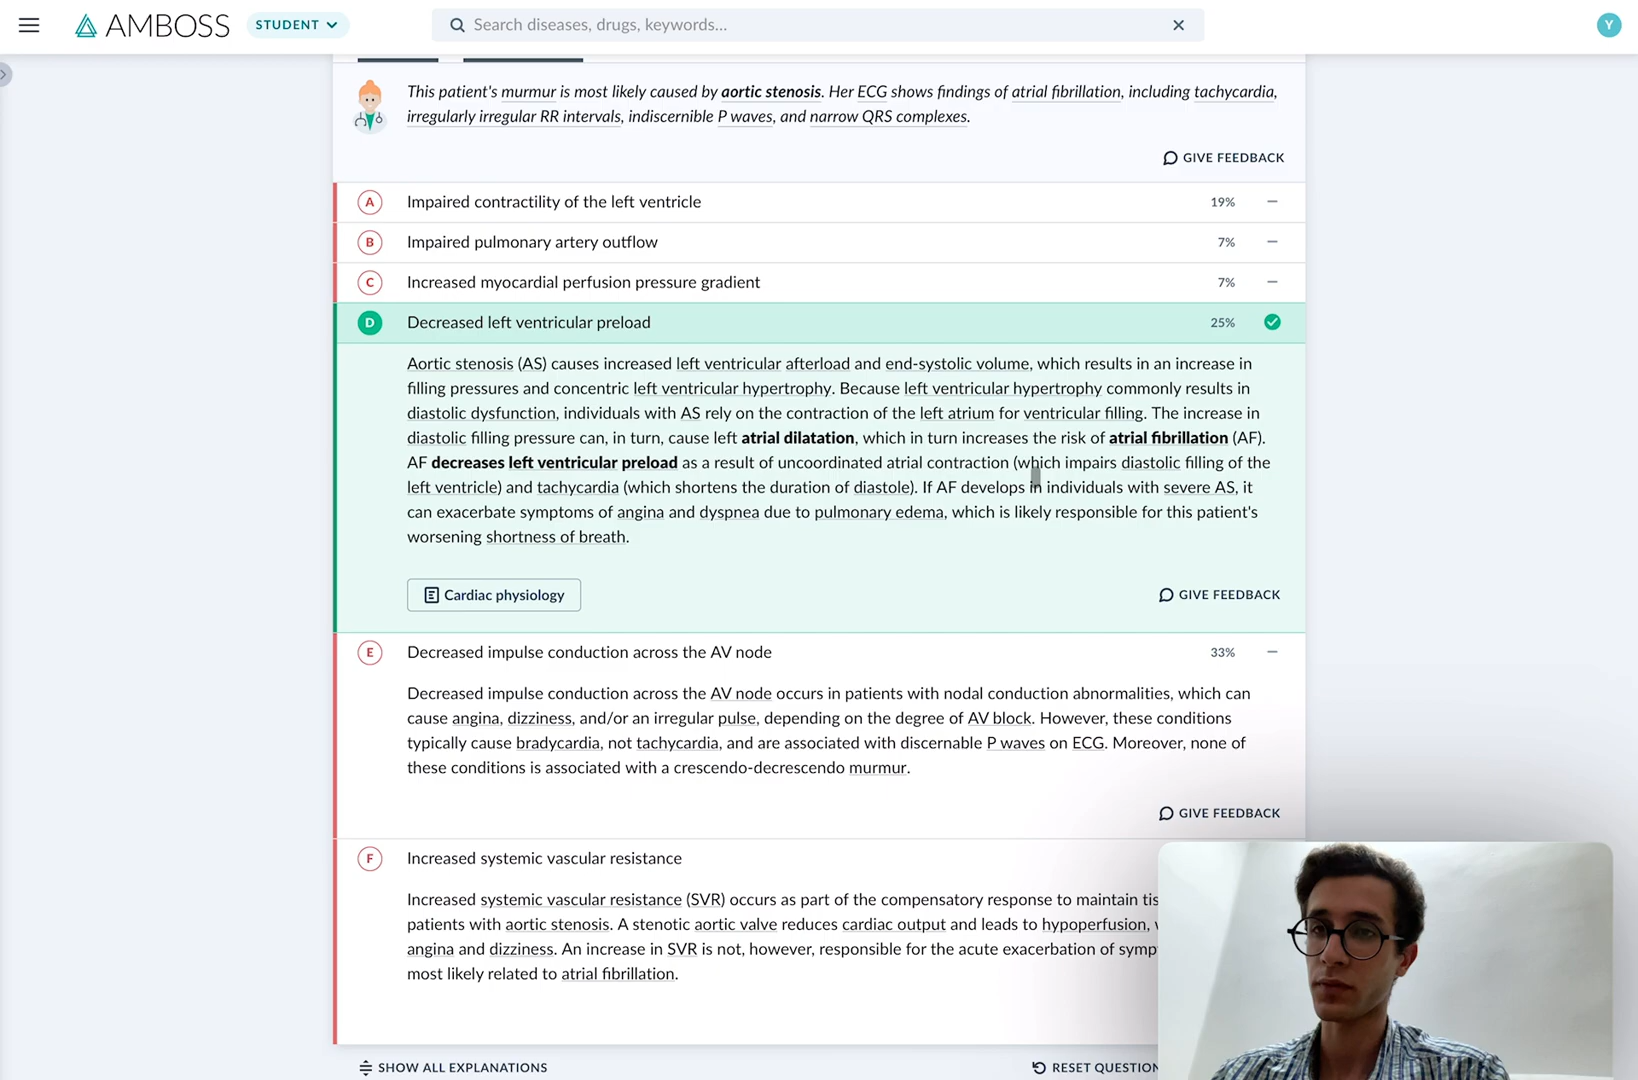 AMBOSS
STUDENT
Search diseases, drugs, keywords...
Y
This patient's murmur is most likely caused by aortic stenosis. Her ECG shows findings of atrial fibrillation, including tachycardia,
irregularly irregular RR intervals, indiscernible P waves, and narrow QRS complexes.
GIVE FEEDBACK
A Impaired contractility of the left ventricle 19%
B Impaired pulmonary artery outflow 7%
C Increased myocardial perfusion pressure gradient 7%
D Decreased left ventricular preload 25%
Aortic stenosis (AS) causes increased left ventricular afterload and end-systolic volume, which results in an increase in
filling pressures and concentric left ventricular hypertrophy. Because left ventricular hypertrophy commonly results in
diastolic dysfunction, individuals with AS rely on the contraction of the left atrium for ventricular filling. The increase in
diastolic filling pressure can, in turn, cause left atrial dilatation, which in turn increases the risk of atrial fibrillation (AF).
AF decreases left ventricular preload as a result of uncoordinated atrial contraction (which impairs diastolic filling of the
left ventricle) and tachycardia (which shortens the duration of diastole). If AF develops in individuals with severe AS, it
can exacerbate symptoms of angina and dyspnea due to pulmonary edema, which is likely responsible for this patient's
worsening shortness of breath.
Cardiac physiology
GIVE FEEDBACK
E Decreased impulse conduction across the AV node 33%
Decreased impulse conduction across the AV node occurs in patients with nodal conduction abnormalities, which can
cause angina, dizziness, and/or an irregular pulse, depending on the degree of AV block. However, these conditions
typically cause bradycardia, not tachycardia, and are associated with discernable P waves on ECG. Moreover, none of
these conditions is associated with a crescendo-decrescendo murmur.
GIVE FEEDBACK
F Increased systemic vascular resistance
Increased systemic vascular resistance (SVR) occurs as part of the compensatory response to maintain tis
patients with aortic stenosis. A stenotic aortic valve reduces cardiac output and leads to hypoperfusion,
angina and dizziness. An increase in SVR is not, however, responsible for the acute exacerbation of symp
most likely related to atrial fibrillation.
SHOW ALL EXPLANATIONS
RESET QUESTION